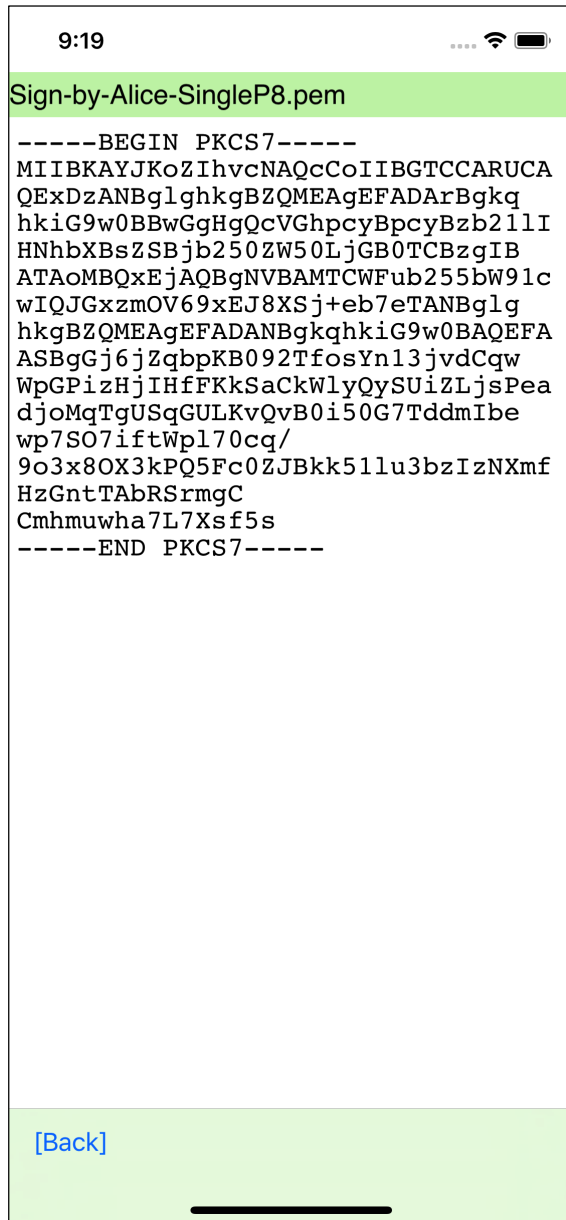 9:19
Sign-by-Alice-SingleP8.pem
-----BEGIN PKCS7-----
MIIBKAYJKoZIhvcNAQcCoIIBGTCCARUCA
QExDzANBglghkgBZQMEAgEFADArBgkq
hkiG9w0BBwGgHgQcVGhpcyBpcyBzb21lI
HNhbXBsZSBjb250ZW50LjGB0TCBzgIB
ATAoMBQxEjAQBgNVBAMTCWFub255bW91c
wIQJGxzmOV69xEJ8XSj+eb7eTANBglg
hkgBZQMEAgEFADANBgkqhkiG9w0BAQEFA
ASBgGj6jZqbpKB092TfosYn13jvdCqw
WpGPizHjIHfFKkSaCkWlyQySUiZLjsPea
djoMqTgUSqGULKvQvB0i50G7TddmIbe
wp7SO7iftWpl70cq/
9o3x8OX3kPQ5Fc0ZJBkk51lu3bzIzNXmf
HzGntTAbRSrmgC
Cmhmuwha7L7Xsf5s
-----END PKCS7-----
[Back]